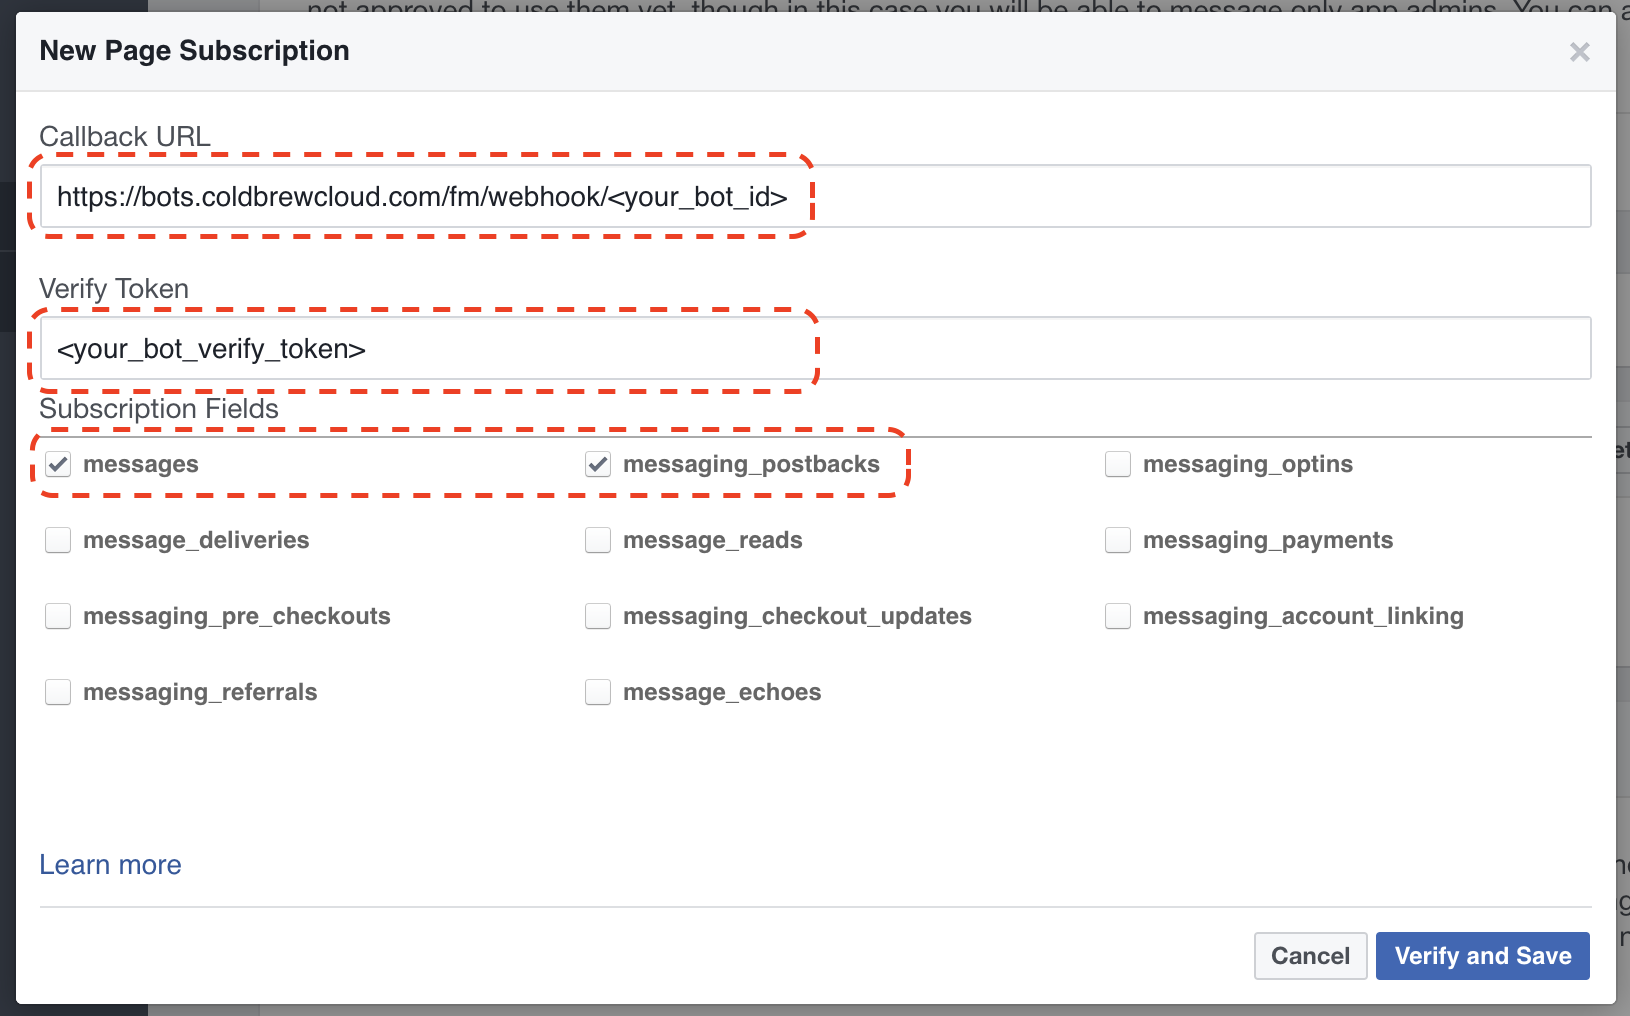 not approved to use them yet, though in this case you will be able to message only app admins. You can a
New Page Subscription
×
Callback URL
https://bots.coldbrewcloud.com/fm/webhook/<your_bot_id>
Verify Token
<your_bot_verify_token>
Subscription Fields
messages messaging_postbacks messaging_optins
message_deliveries message_reads messaging_payments
messaging_pre_checkouts messaging_checkout_updates messaging_account_linking
messaging_referrals message_echoes
Learn more
Cancel Verify and Save